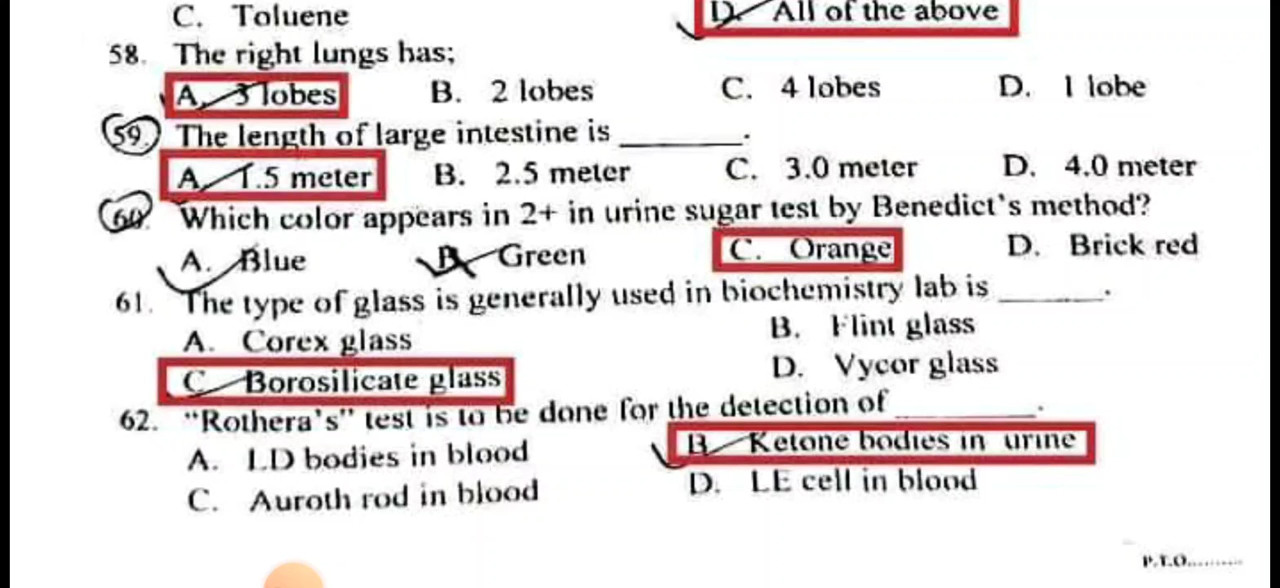 C. Toluene D. All of the above
58. The right lungs has;
A. 3 lobes B. 2 lobes C. 4 lobes D. 1 lobe
59. The length of large intestine is ________.
A. 1.5 meter B. 2.5 meter C. 3.0 meter D. 4.0 meter
60. Which color appears in 2+ in urine sugar test by Benedict's method?
A. Blue B. Green C. Orange D. Brick red
61. The type of glass is generally used in biochemistry lab is _______.
A. Corex glass B. Flint glass
C. Borosilicate glass D. Vycor glass
62. "Rothera's" test is to be done for the detection of _________.
A. LD bodies in blood B. Ketone bodies in urine
C. Auroth rod in blood D. LE cell in blood
P.T.O..........